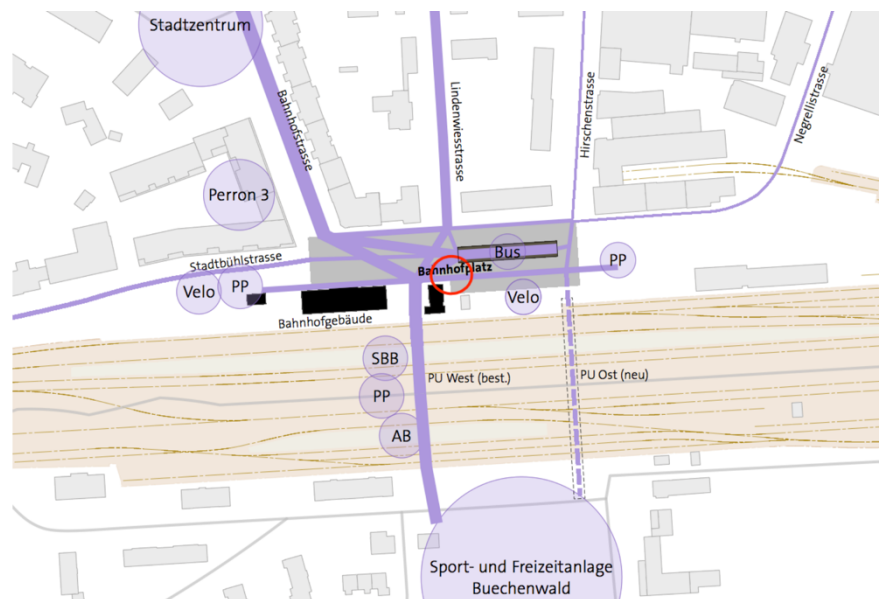 Stadtzentrum
Bahnhofstrasse
Lindenwiesstrasse
Hirschenstrasse
Negrellistrasse
Perron 3
Stadtbühlstrasse
Bus
Bahnhofplatz
PP
Velo
PP
Velo
Bahnhofgebäude
SBB
PU West (best.)
PU Ost (neu)
PP
AB
Sport- und Freizeitanlage
Buechenwald